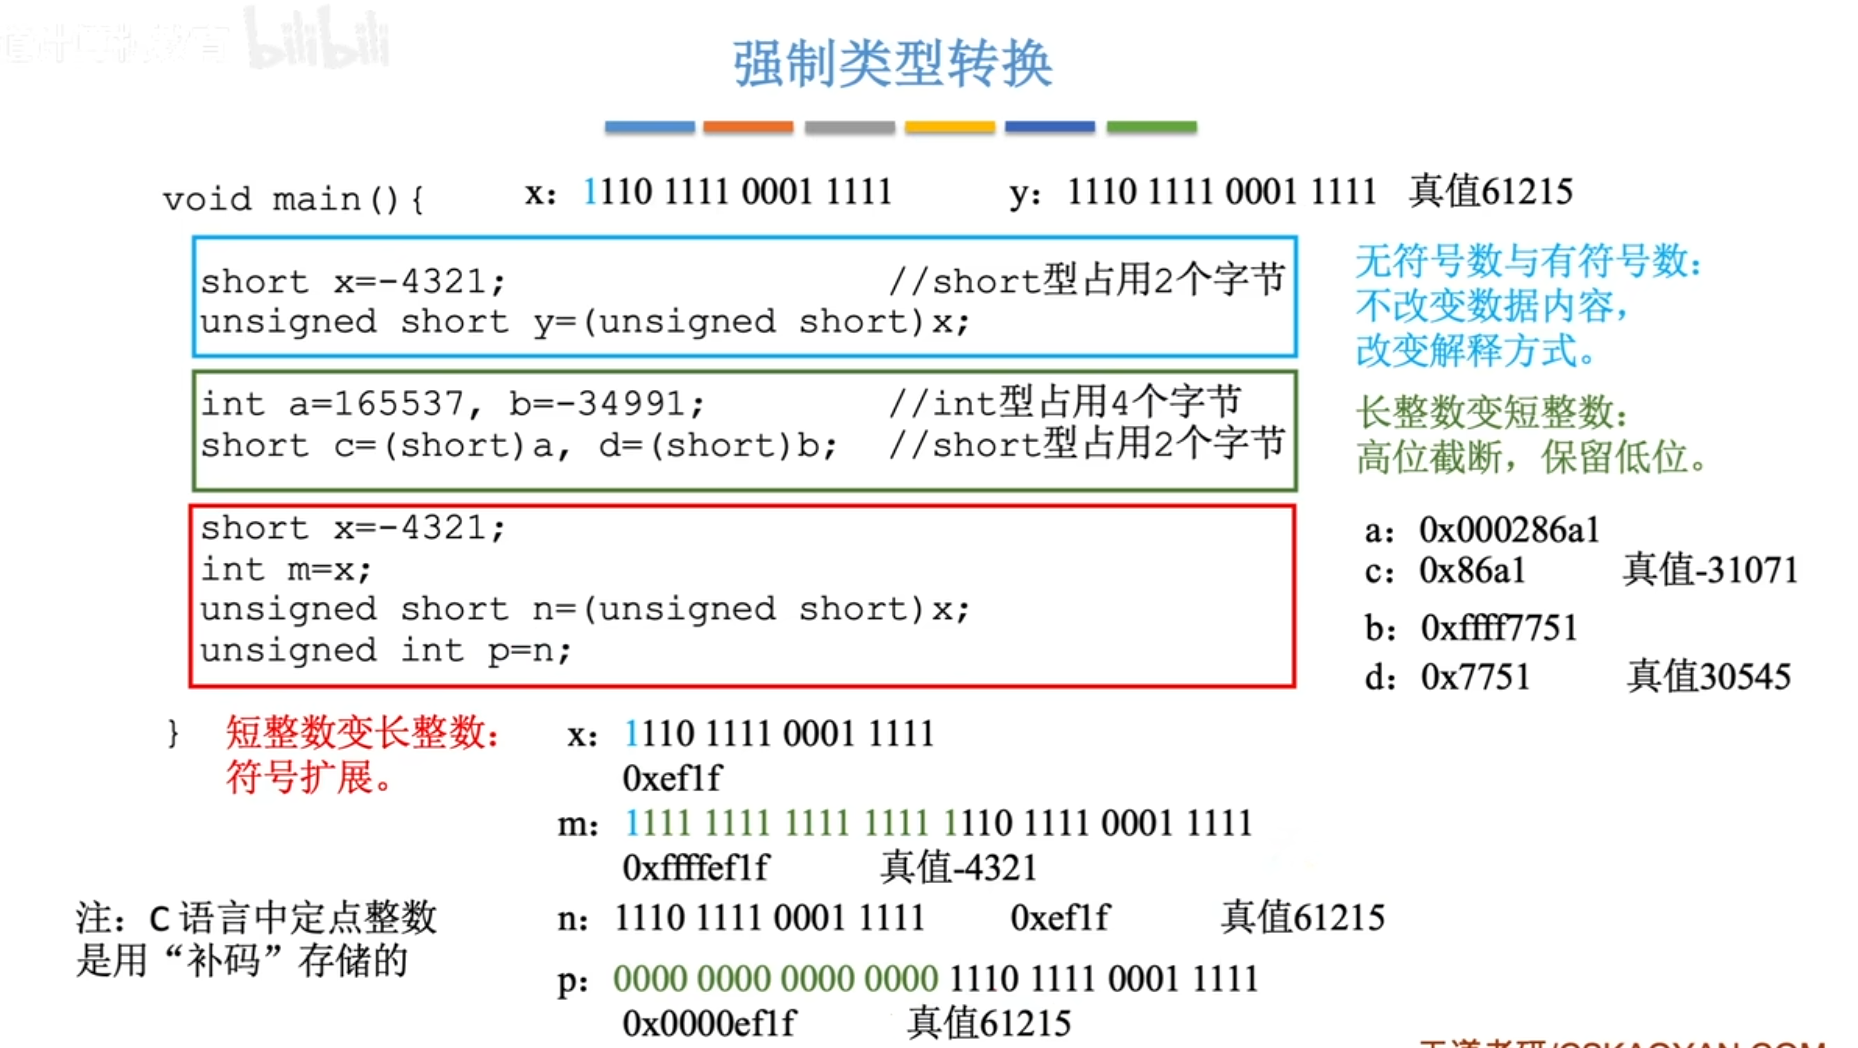 bilibili
强制类型转换
void main(){
x：1110 1111 0001 1111
y：1110 1111 0001 1111 真值61215
short x=-4321; //short型占用2个字节
unsigned short y=(unsigned short)x;
无符号数与有符号数：
不改变数据内容，
改变解释方式。
int a=165537, b=-34991; //int型占用4个字节
short c=(short)a, d=(short)b; //short型占用2个字节
长整数变短整数：
高位截断，保留低位。
short x=-4321;
int m=x;
unsigned short n=(unsigned short)x;
unsigned int p=n;
a：0x000286a1
c：0x86a1 真值-31071
b：0xffff7751
d：0x7751 真值30545
}
短整数变长整数：
符号扩展。
x：1110 1111 0001 1111
0xef1f
m：1111 1111 1111 1111 1110 1111 0001 1111
0xffffef1f 真值-4321
n：1110 1111 0001 1111 0xef1f 真值61215
p：0000 0000 0000 0000 1110 1111 0001 1111
0x0000ef1f 真值61215
注：C 语言中定点整数
是用“补码”存储的